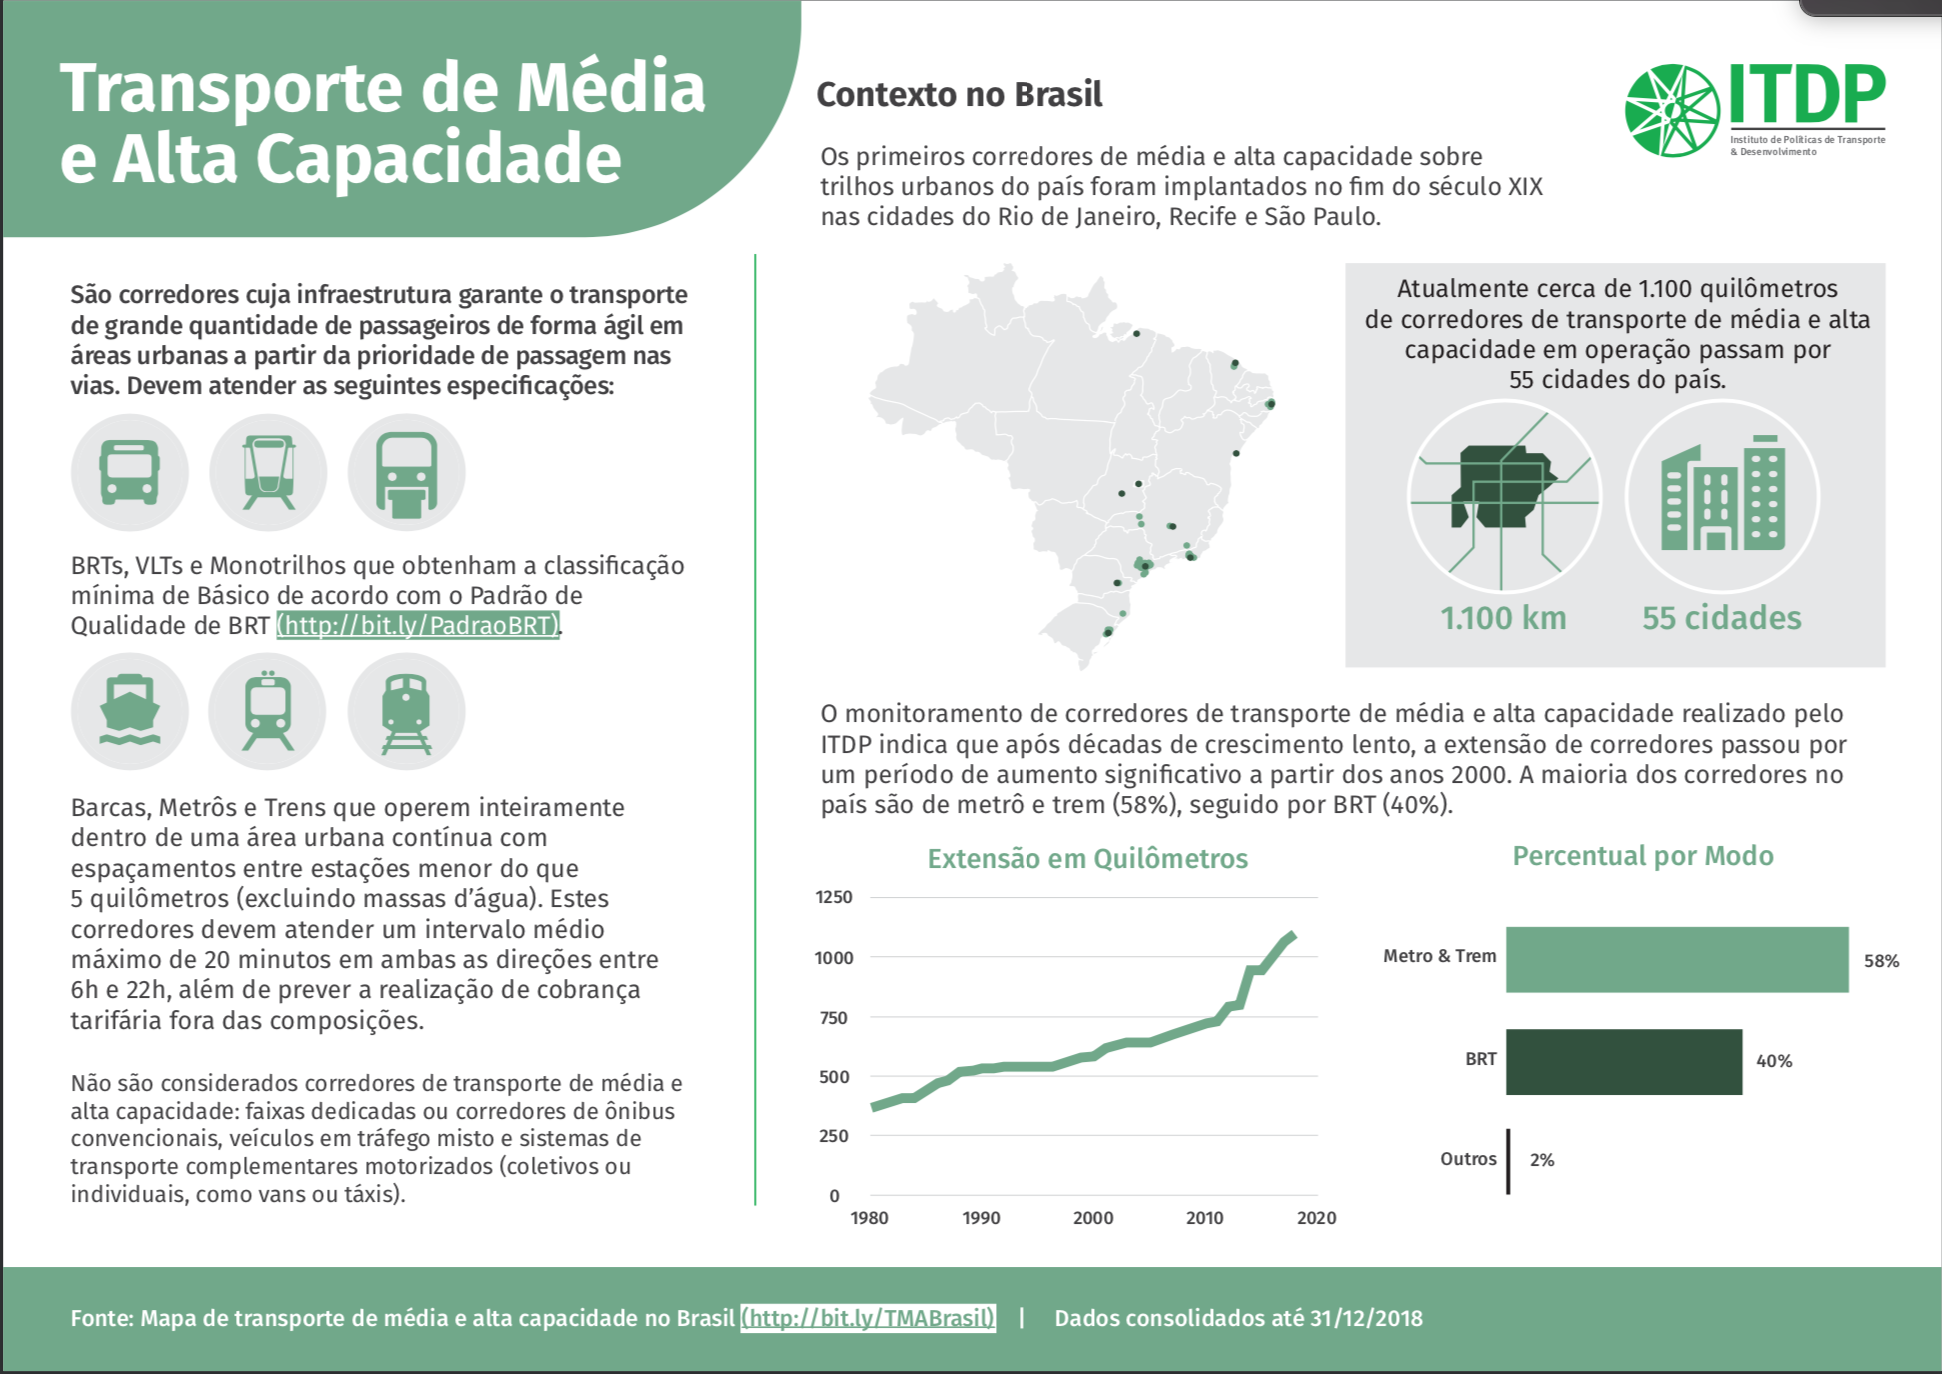 Transporte de Média
e Alta Capacidade
São corredores cuja infraestrutura garante o transporte
de grande quantidade de passageiros de forma ágil em
áreas urbanas a partir da prioridade de passagem nas
vias. Devem atender as seguintes especificações:
BRTs, VLTs e Monotrilhos que obtenham a classificação
mínima de Básico de acordo com o Padrão de
Qualidade de BRT (http://bit.ly/PadraoBRT).
Barcas, Metrôs e Trens que operem inteiramente
dentro de uma área urbana contínua com
espaçamentos entre estações menor do que
5 quilômetros (excluindo massas d’água). Estes
corredores devem atender um intervalo médio
máximo de 20 minutos em ambas as direções entre
6h e 22h, além de prever a realização de cobrança
tarifária fora das composições.
Não são considerados corredores de transporte de média e
alta capacidade: faixas dedicadas ou corredores de ônibus
convencionais, veículos em tráfego misto e sistemas de
transporte complementares motorizados (coletivos ou
individuais, como vans ou táxis).
Contexto no Brasil
Os primeiros corredores de média e alta capacidade sobre
trilhos urbanos do país foram implantados no fim do século XIX
nas cidades do Rio de Janeiro, Recife e São Paulo.
ITDP
Instituto de Políticas de Transporte
& Desenvolvimento
Atualmente cerca de 1.100 quilômetros
de corredores de transporte de média e alta
capacidade em operação passam por
55 cidades do país.
1.100 km
55 cidades
O monitoramento de corredores de transporte de média e alta capacidade realizado pelo
ITDP indica que após décadas de crescimento lento, a extensão de corredores passou por
um período de aumento significativo a partir dos anos 2000. A maioria dos corredores no
país são de metrô e trem (58%), seguido por BRT (40%).
Extensão em Quilômetros
1250
1000
750
500
250
0
1980 1990 2000 2010 2020
Percentual por Modo
Metro & Trem 58%
BRT 40%
Outros 2%
Fonte: Mapa de transporte de média e alta capacidade no Brasil (http://bit.ly/TMABrasil) | Dados consolidados até 31/12/2018